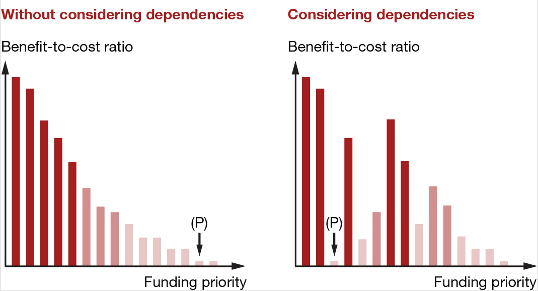 Without considering dependencies
Benefit-to-cost ratio
(P)
Funding priority
Considering dependencies
Benefit-to-cost ratio
(P)
Funding priority